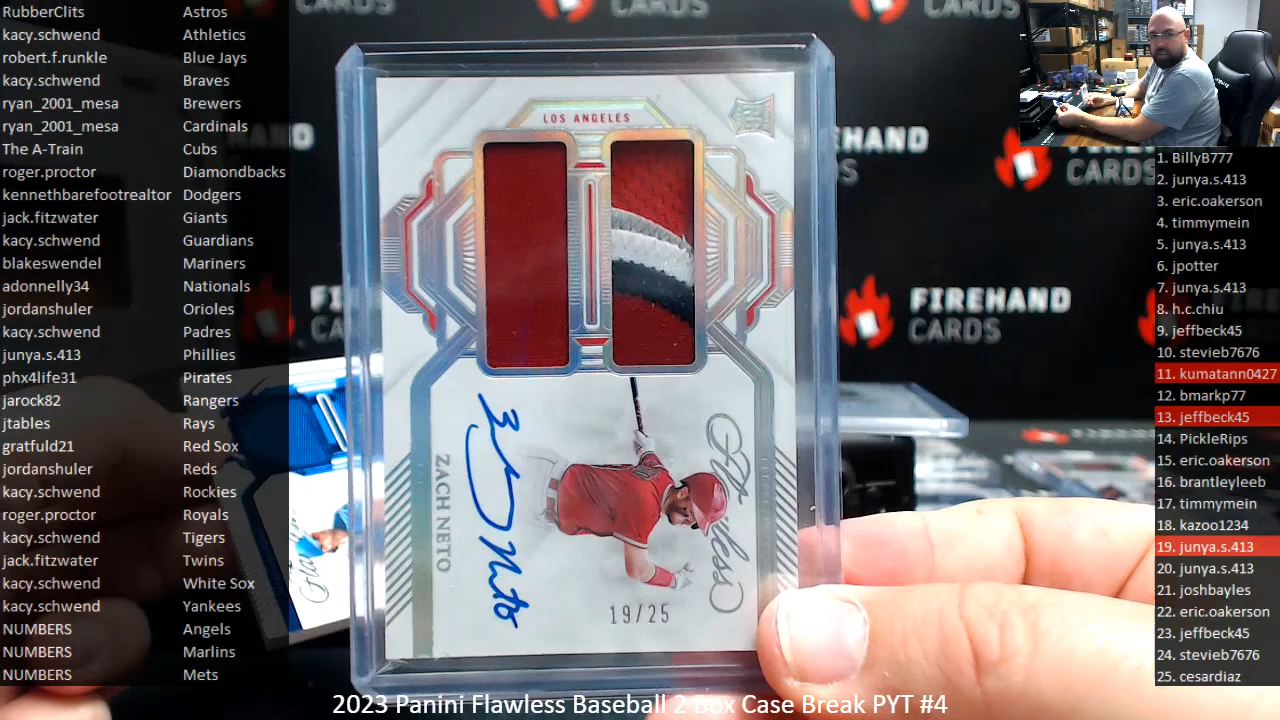 RubberClits Astros
kacy.schwend Athletics
robert.f.runkle Blue Jays
kacy.schwend Braves
ryan_2001_mesa Brewers
ryan_2001_mesa Cardinals
The A-Train Cubs
roger.proctor Diamondbacks
kennethbarefootrealtor Dodgers
jack.fitzwater Giants
kacy.schwend Guardians
blakeswendel Mariners
adonnelly34 Nationals
jordanshuler Orioles
kacy.schwend Padres
junya.s.413 Phillies
phx4life31 Pirates
jarock82 Rangers
jtables Rays
gratfuld21 Red Sox
jordanshuler Reds
kacy.schwend Rockies
roger.proctor Royals
kacy.schwend Tigers
jack.fitzwater Twins
kacy.schwend White Sox
kacy.schwend Yankees
NUMBERS Angels
NUMBERS Marlins
NUMBERS Mets
CARDS
CARDS
CARDS
LOS ANGELES
FIREHAND
CARDS
Flawless
ZACH NETO
Zach Neto
19/25
1. BillyB777
2. junya.s.413
3. eric.oakerson
4. timmymein
5. junya.s.413
6. jpotter
7. junya.s.413
8. h.c.chiu
9. jeffbeck45
10. stevieb7676
11. kumatann0427
12. bmarkp77
13. jeffbeck45
14. PickleRips
15. eric.oakerson
16. brantleyleeb
17. timmymein
18. kazoo1234
19. junya.s.413
20. junya.s.413
21. joshbayles
22. eric.oakerson
23. jeffbeck45
24. stevieb7676
25. cesardiaz
2023 Panini Flawless Baseball 2 Box Case Break PYT #4